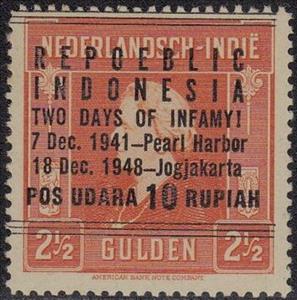 NEDERLANDSCH-INDIË
REPOEBLIC
INDONESIA
TWO DAYS OF INFAMY!
7 Dec. 1941–Pearl Harbor
18 Dec. 1948–Jogjakarta
POS UDARA 10 RUPIAH
2½ GULDEN 2½
AMERICAN BANK NOTE COMPANY.